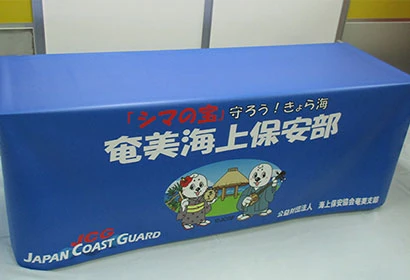 「シマの宝」守ろう！きょら海
奄美海上保安部
公益財団法人 海上保安協会奄美支部
JCG
JAPAN COAST GUARD